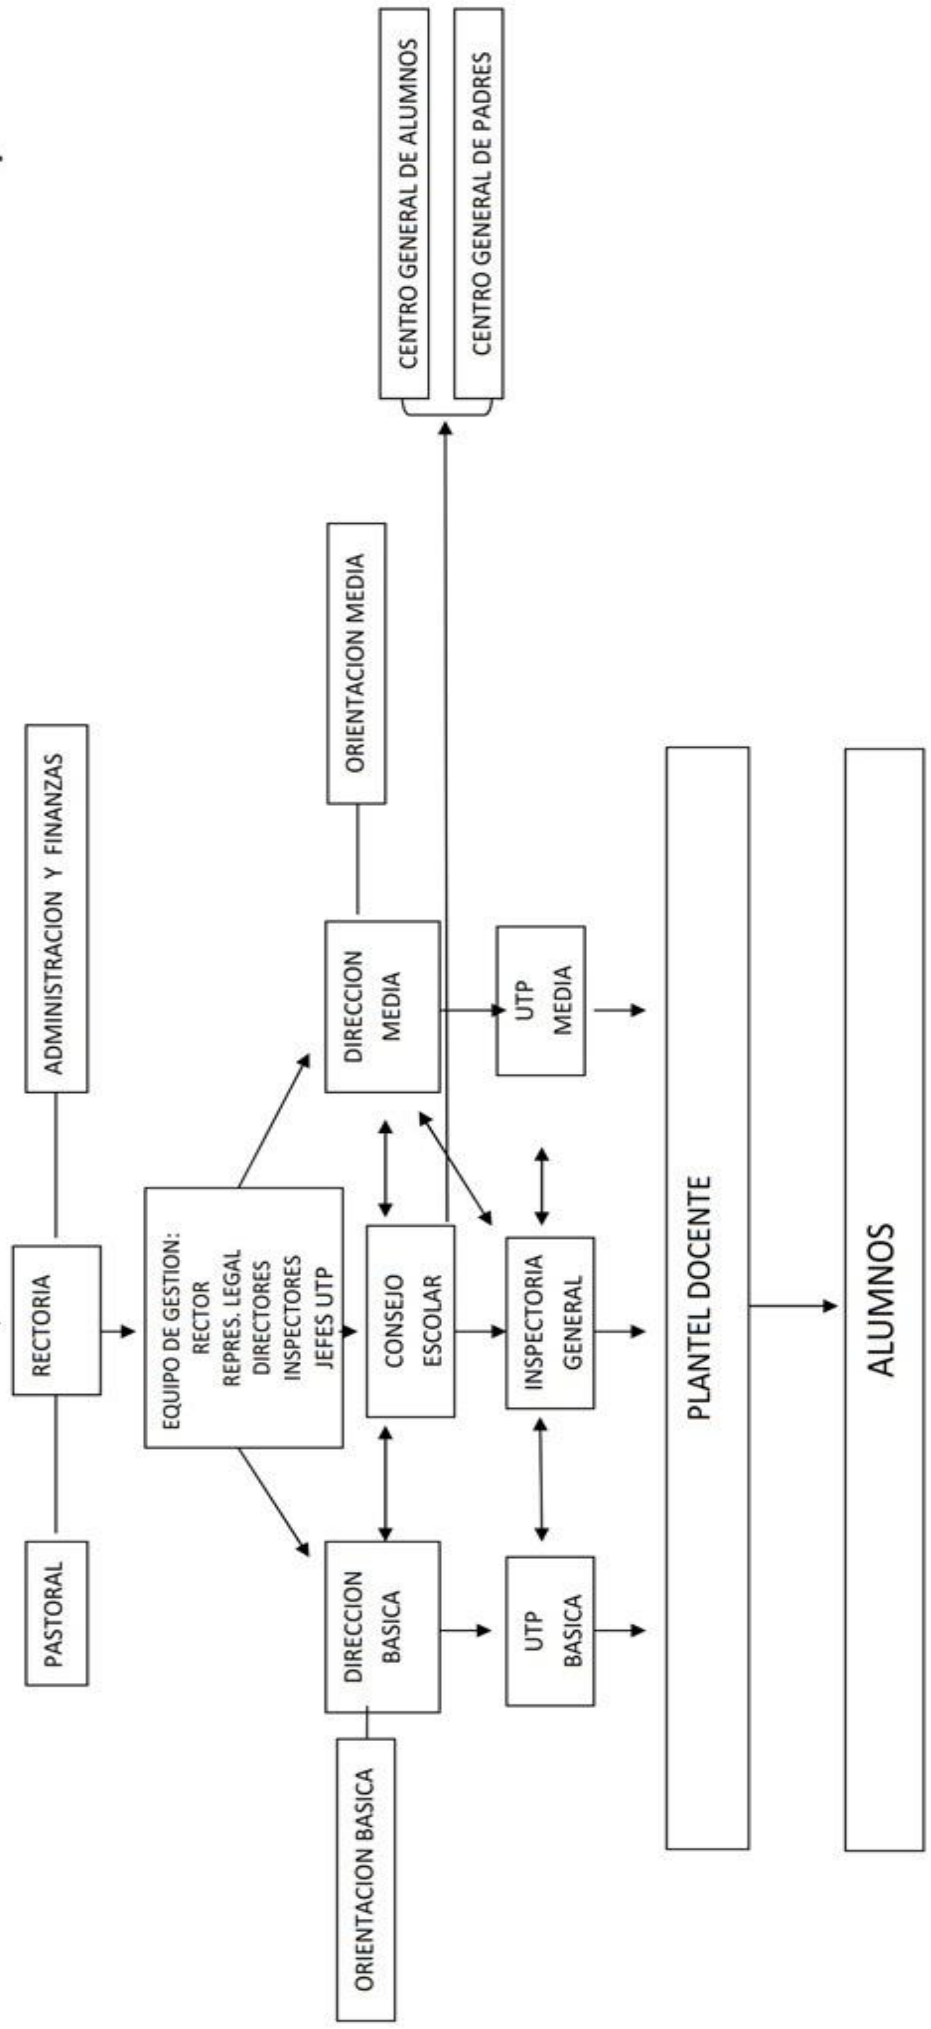 PASTORAL
RECTORIA
ADMINISTRACION Y FINANZAS
EQUIPO DE GESTION:
RECTOR
REPRES. LEGAL
DIRECTORES
INSPECTORES
JEFES UTP
ORIENTACION BASICA
DIRECCION
BASICA
CONSEJO
ESCOLAR
DIRECCION
MEDIA
ORIENTACION MEDIA
CENTRO GENERAL DE ALUMNOS
CENTRO GENERAL DE PADRES
UTP
BASICA
INSPECTORIA
GENERAL
UTP
MEDIA
PLANTEL DOCENTE
ALUMNOS